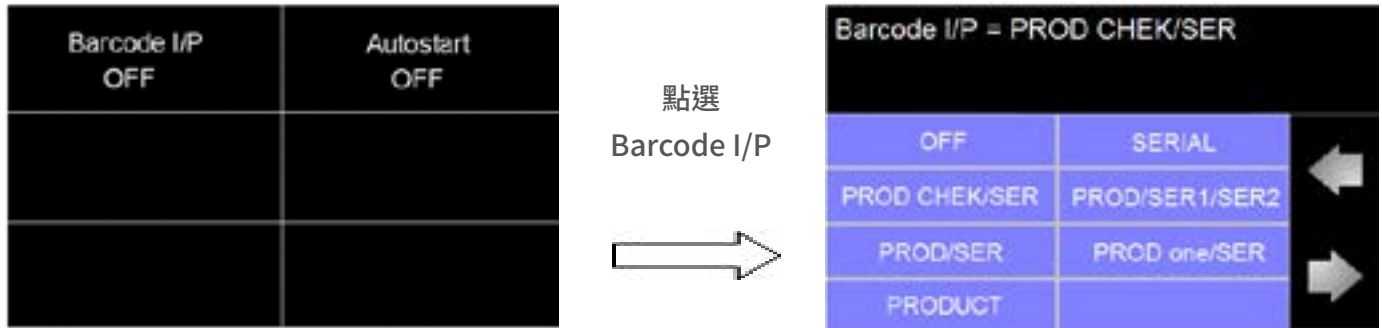 Barcode I/P
OFF
Autostart
OFF
點選
Barcode I/P
Barcode I/P = PROD CHEK/SER
OFF
SERIAL
PROD CHEK/SER
PROD/SER1/SER2
PROD/SER
PROD one/SER
PRODUCT